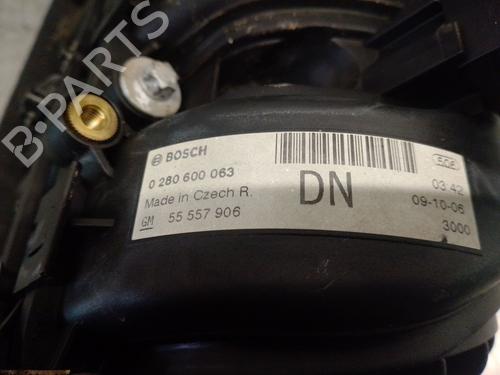 B-PARTS
BOSCH
0 280 600 063
Made in Czech R.
GM 55 557 906
DN
03 42
09-10-06
3000